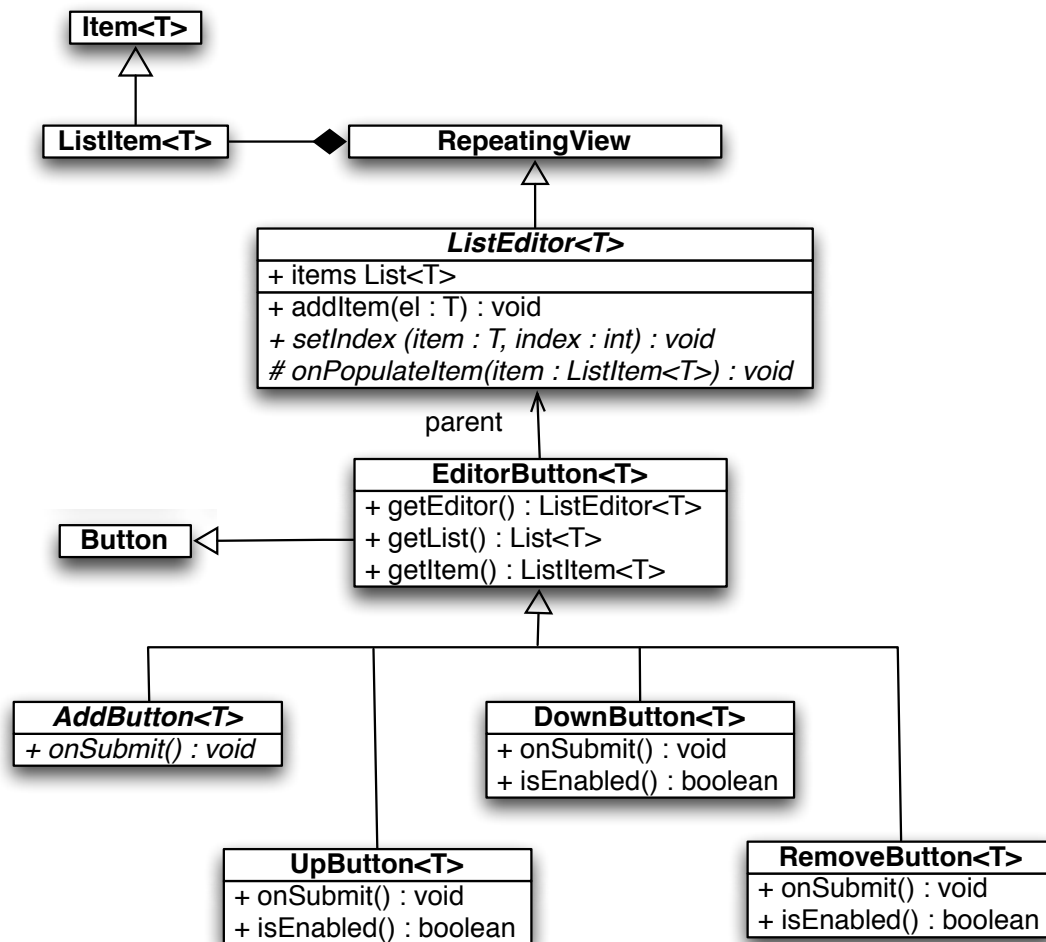 Item<T>
ListItem<T>
RepeatingView
ListEditor<T>
+ items List<T>
+ addItem(el : T) : void
+ setIndex (item : T, index : int) : void
# onPopulateItem(item : ListItem<T>) : void
parent
EditorButton<T>
+ getEditor() : ListEditor<T>
+ getList() : List<T>
+ getItem() : ListItem<T>
Button
AddButton<T>
+ onSubmit() : void
DownButton<T>
+ onSubmit() : void
+ isEnabled() : boolean
UpButton<T>
+ onSubmit() : void
+ isEnabled() : boolean
RemoveButton<T>
+ onSubmit() : void
+ isEnabled() : boolean